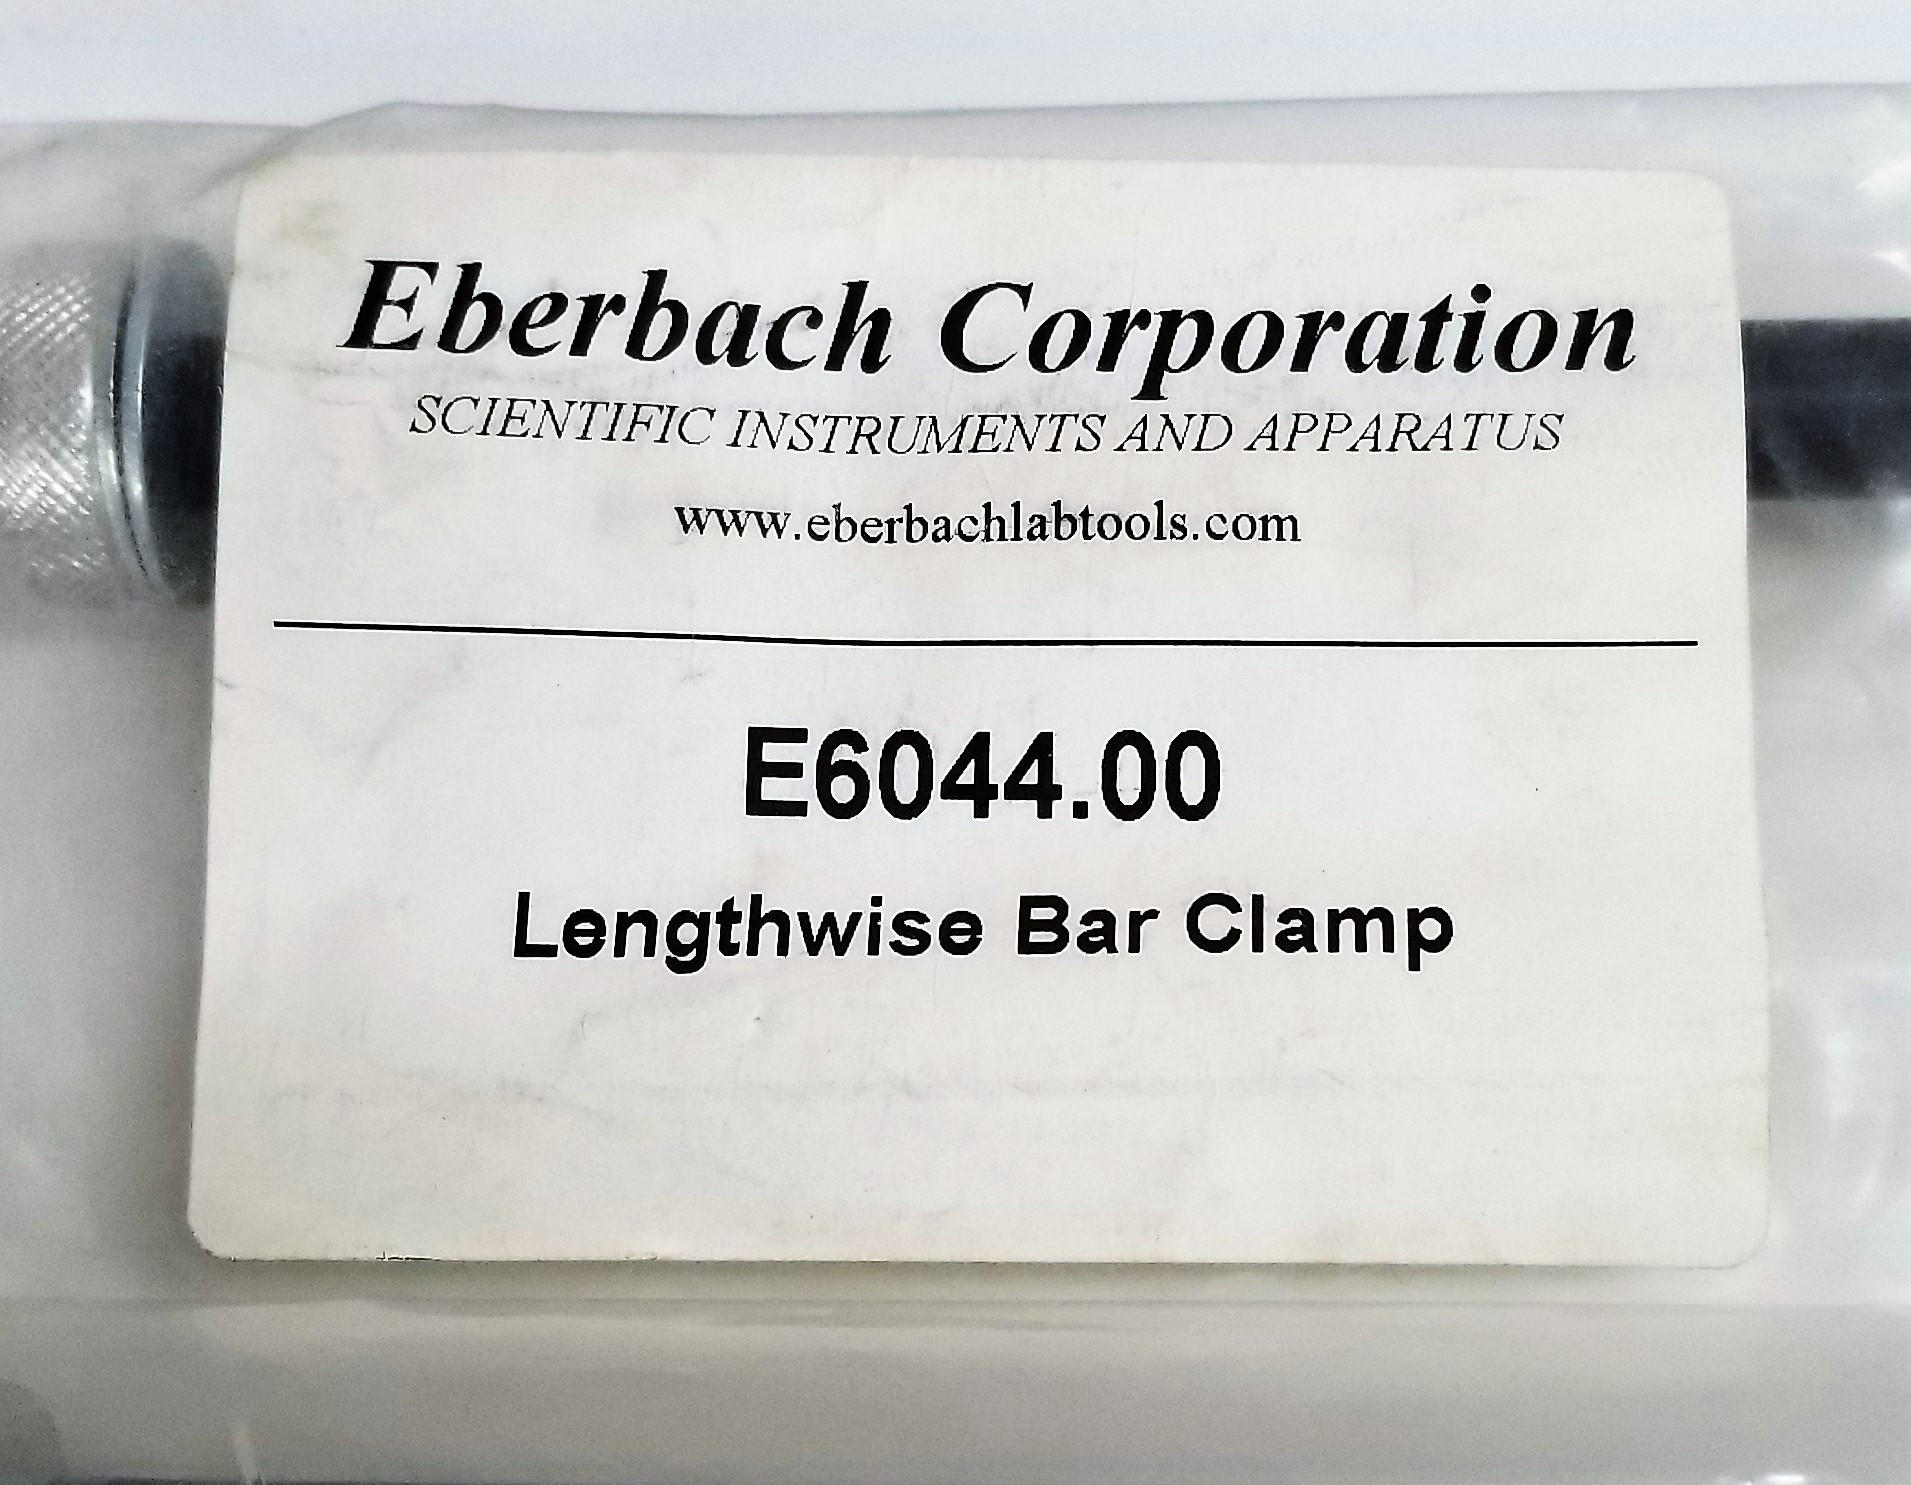 Eberbach Corporation
SCIENTIFIC INSTRUMENTS AND APPARATUS
www.eberbachlabtools.com
E6044.00
Lengthwise Bar Clamp